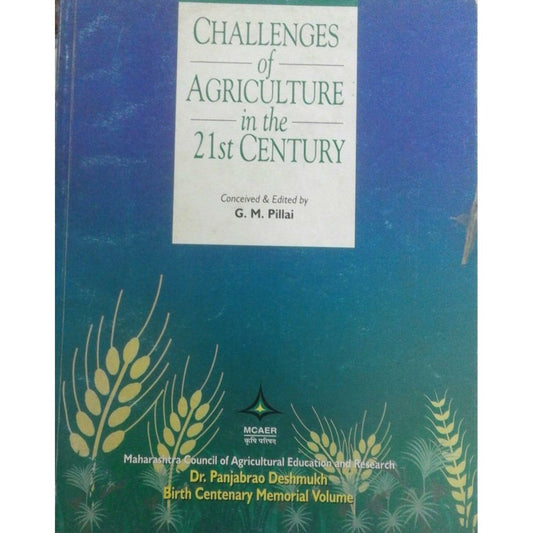 CHALLENGES
of
AGRICULTURE
in the
21st CENTURY
Conceived & Edited by
G. M. Pillai
MCAER
कृषि परिषद
Maharashtra Council of Agricultural Education and Research
Dr. Panjabrao Deshmukh
Birth Centenary Memorial Volume